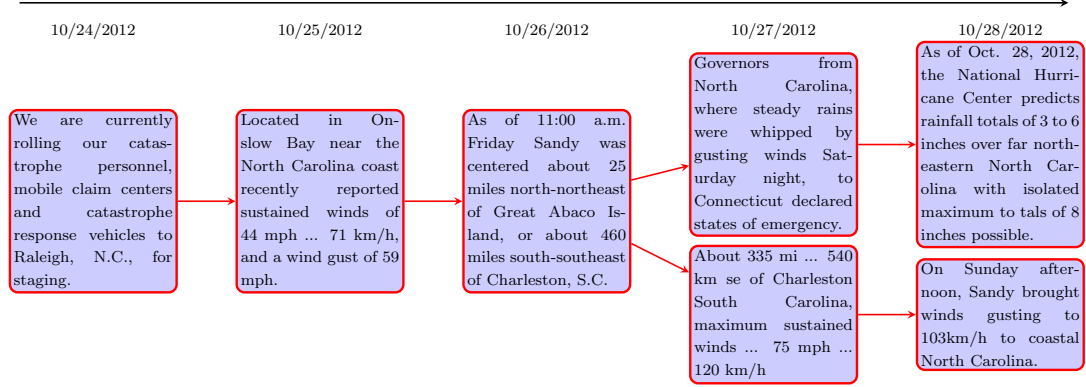 10/24/2012
10/25/2012
10/26/2012
10/27/2012
10/28/2012
We are currently
rolling our catas-
trophe personnel,
mobile claim centers
and catastrophe
response vehicles to
Raleigh, N.C., for
staging.
Located in On-
slow Bay near the
North Carolina coast
recently reported
sustained winds of
44 mph ... 71 km/h,
and a wind gust of 59
mph.
As of 11:00 a.m.
Friday Sandy was
centered about 25
miles north-northeast
of Great Abaco Is-
land, or about 460
miles south-southeast
of Charleston, S.C.
Governors from
North Carolina,
where steady rains
were whipped by
gusting winds Sat-
urday night, to
Connecticut declared
states of emergency.
About 335 mi ... 540
km se of Charleston
South Carolina,
maximum sustained
winds ... 75 mph ...
120 km/h
As of Oct. 28, 2012,
the National Hurri-
cane Center predicts
rainfall totals of 3 to 6
inches over far north-
eastern North Car-
olina with isolated
maximum to tals of 8
inches possible.
On Sunday after-
noon, Sandy brought
winds gusting to
103km/h to coastal
North Carolina.